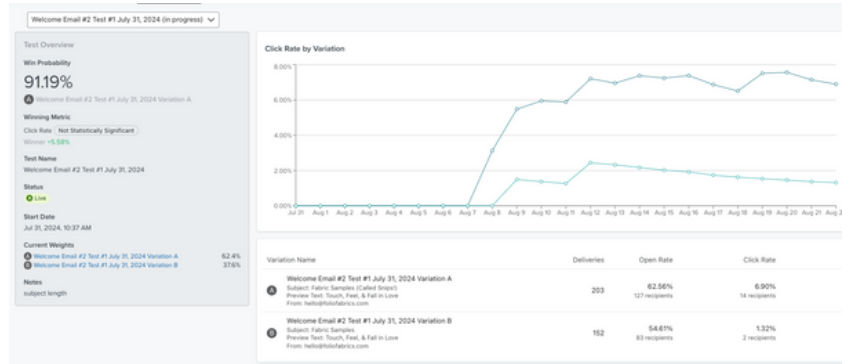 Welcome Email #2 Test #1 July 31, 2024 (in progress)
Test Overview
Win Probability
91.19%
A Welcome Email #2 Test #1 July 31, 2024 Variation A
Winning Metric
Click Rate Not Statistically Significant
Winner +5.58%
Test Name
Welcome Email #2 Test #1 July 31, 2024
Status
Live
Start Date
Jul 31, 2024, 10:37 AM
Current Weights
A Welcome Email #2 Test #1 July 31, 2024 Variation A 62.4%
B Welcome Email #2 Test #1 July 31, 2024 Variation B 37.6%
Notes
subject length
Click Rate by Variation
8.00%
6.00%
4.00%
2.00%
0.00%
Jul 31 Aug 1 Aug 2 Aug 3 Aug 4 Aug 5 Aug 6 Aug 7 Aug 8 Aug 9 Aug 10 Aug 11 Aug 12 Aug 13 Aug 14 Aug 15 Aug 16 Aug 17 Aug 18 Aug 19 Aug 20 Aug 21 Aug 2
Variation Name Deliveries Open Rate Click Rate
Welcome Email #2 Test #1 July 31, 2024 Variation A
A Subject: Fabric Samples (Called Snips!) 203 62.56% 6.90%
Preview Text: Touch, Feel, & Fall in Love 127 recipients 14 recipients
From: hello@foliofabrics.com
Welcome Email #2 Test #1 July 31, 2024 Variation B
B Subject: Fabric Samples 152 54.61% 1.32%
Preview Text: Touch, Feel, & Fall in Love 83 recipients 2 recipients
From: hello@foliofabrics.com